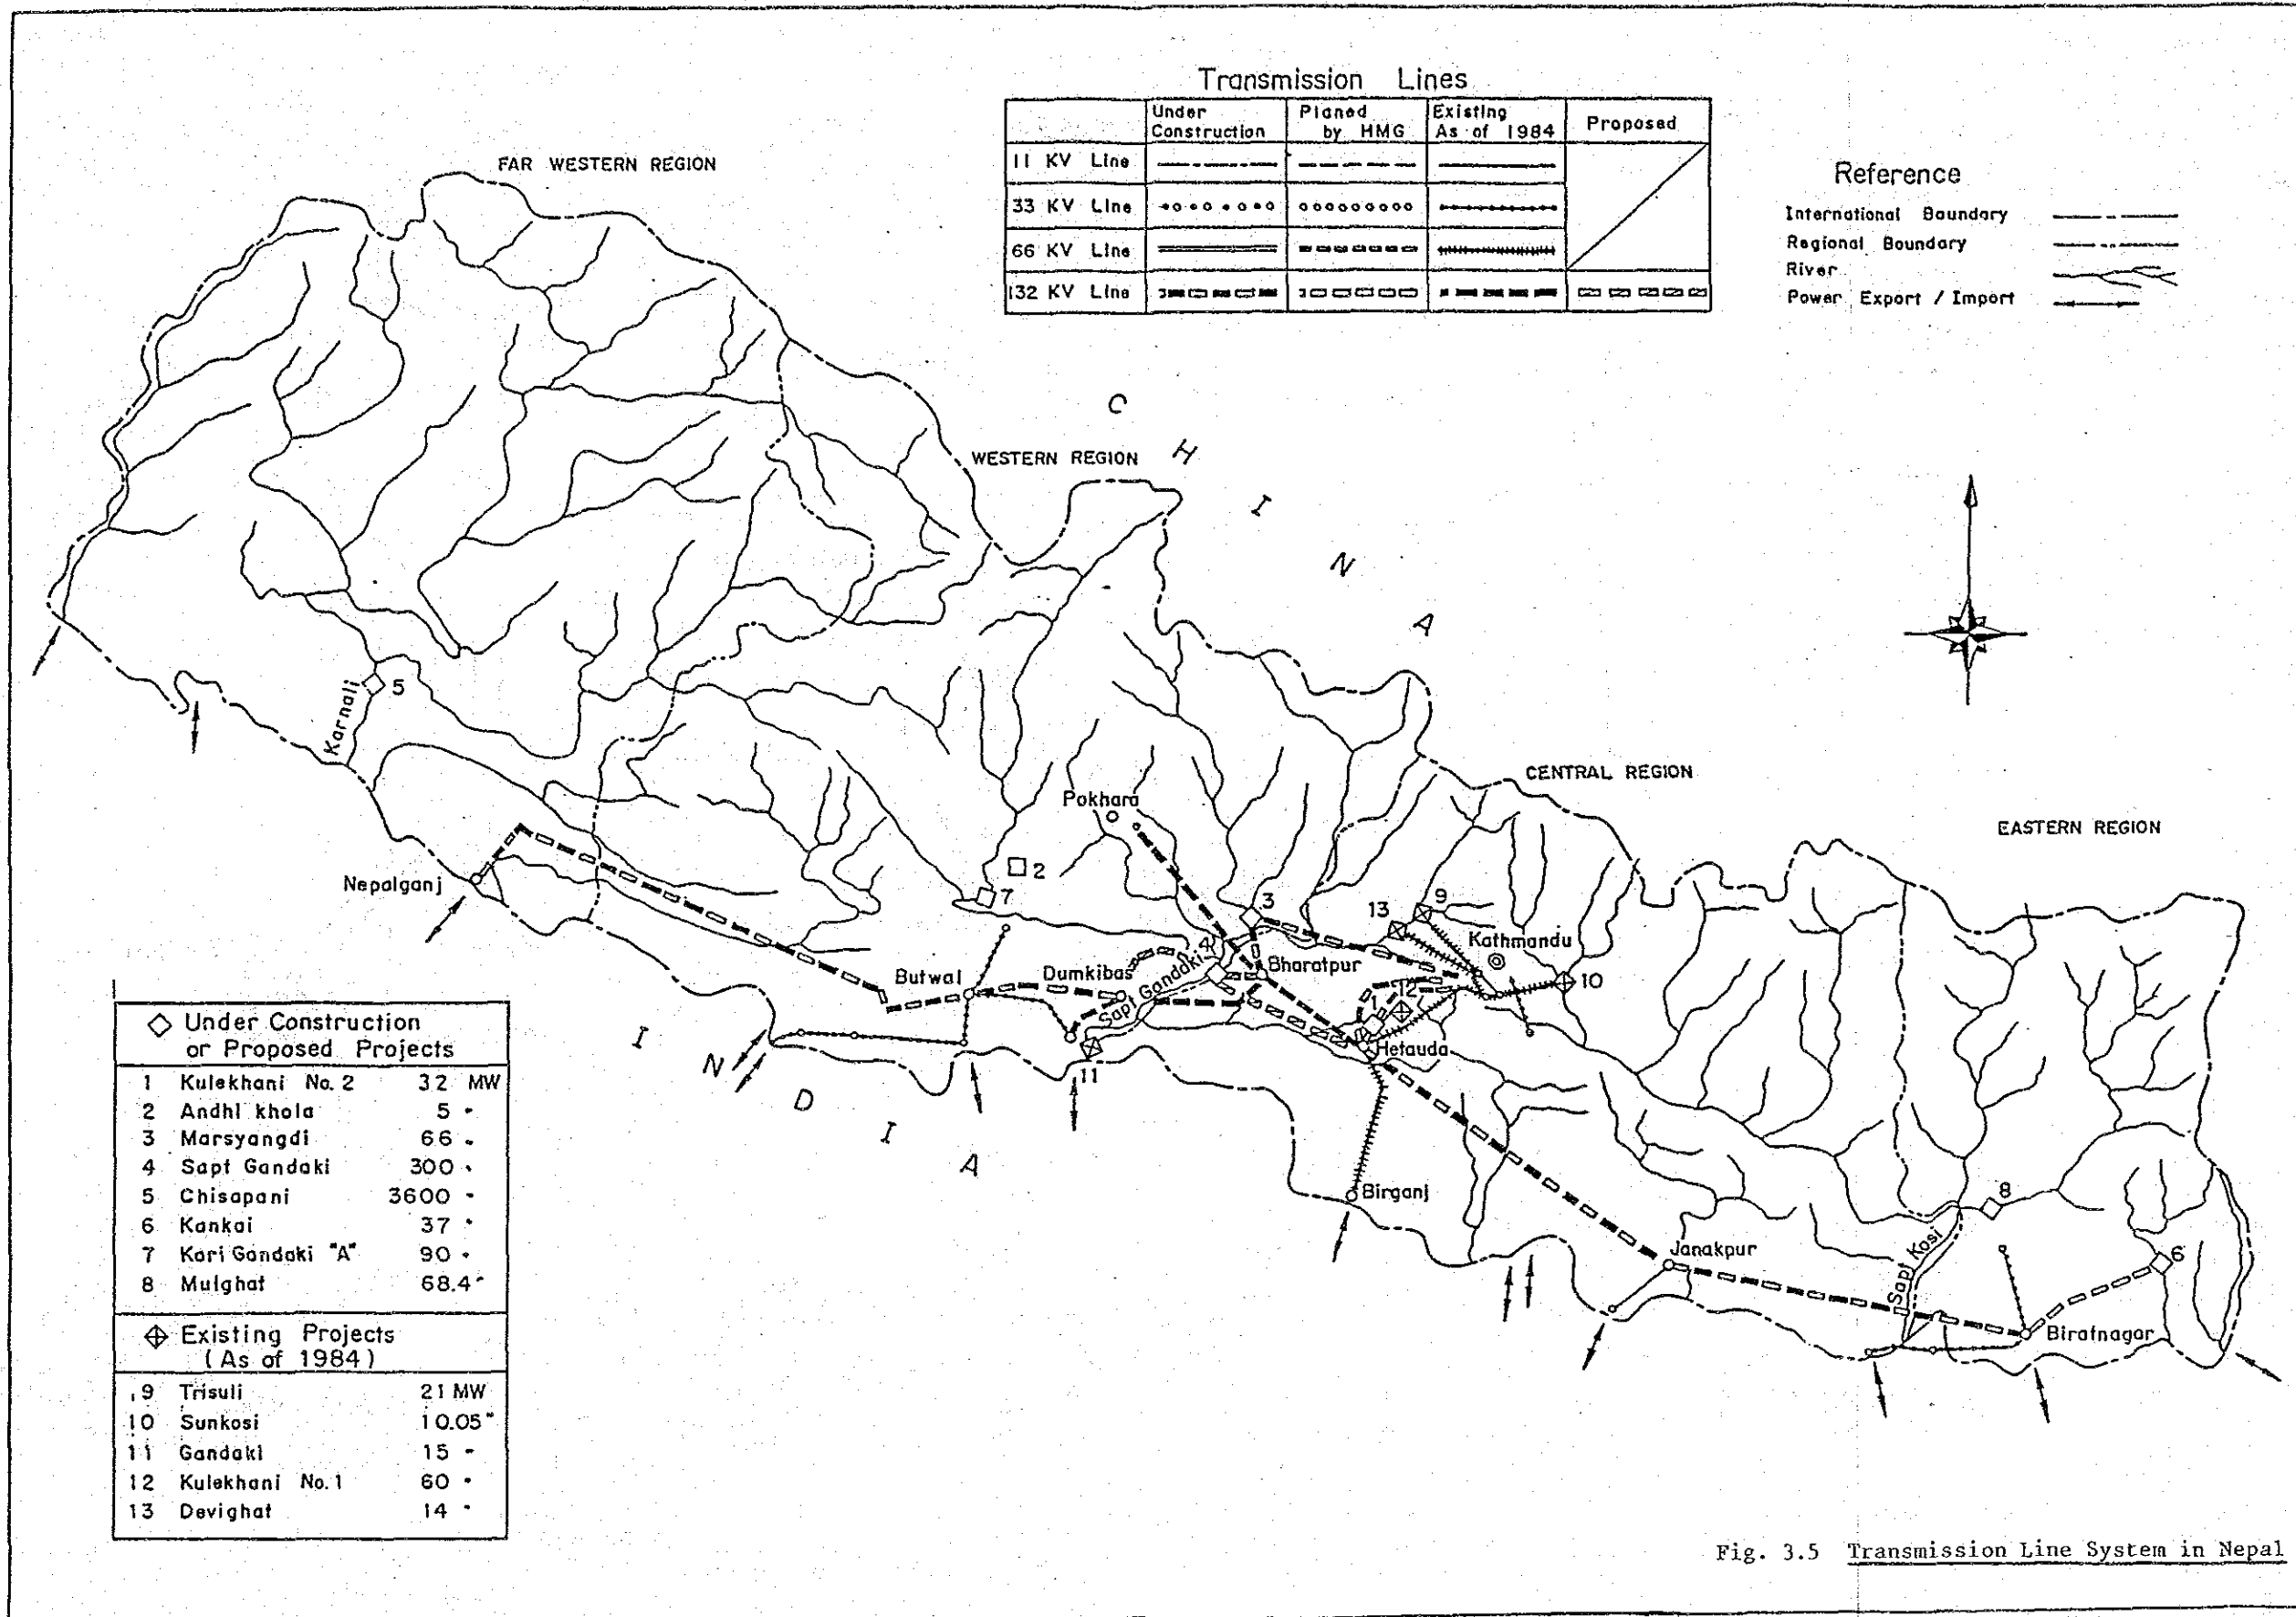 Transmission Lines
Under Construction | Planed by HMG | Existing As of 1984 | Proposed
11 KV Line
33 KV Line
66 KV Line
132 KV Line
Reference
International Boundary
Regional Boundary
River
Power Export / Import
FAR WESTERN REGION
WESTERN REGION
CHINA
CENTRAL REGION
EASTERN REGION
Karnali
5
Pokhara
Nepalganj
2
7
3
9
13
Kathmandu
4
Butwal
Dumkibas
Sapt Gandaki
Bharatpur
10
1
12
Hetauda
11
INDIA
Birganj
8
Janakpur
Sapt Kosi
6
Biratnagar
Under Construction
or Proposed Projects
1 Kulekhani No. 2 32 MW
2 Andhi khola 5 "
3 Marsyangdi 66 "
4 Sapt Gandaki 300 "
5 Chisapani 3600 "
6 Kankai 37 "
7 Kari Gandaki "A" 90 "
8 Mulghat 68.4 "
Existing Projects
(As of 1984)
9 Trisuli 21 MW
10 Sunkosi 10.05 "
11 Gandaki 15 "
12 Kulekhani No. 1 60 "
13 Devighat 14 "
Fig. 3.5 Transmission Line System in Nepal